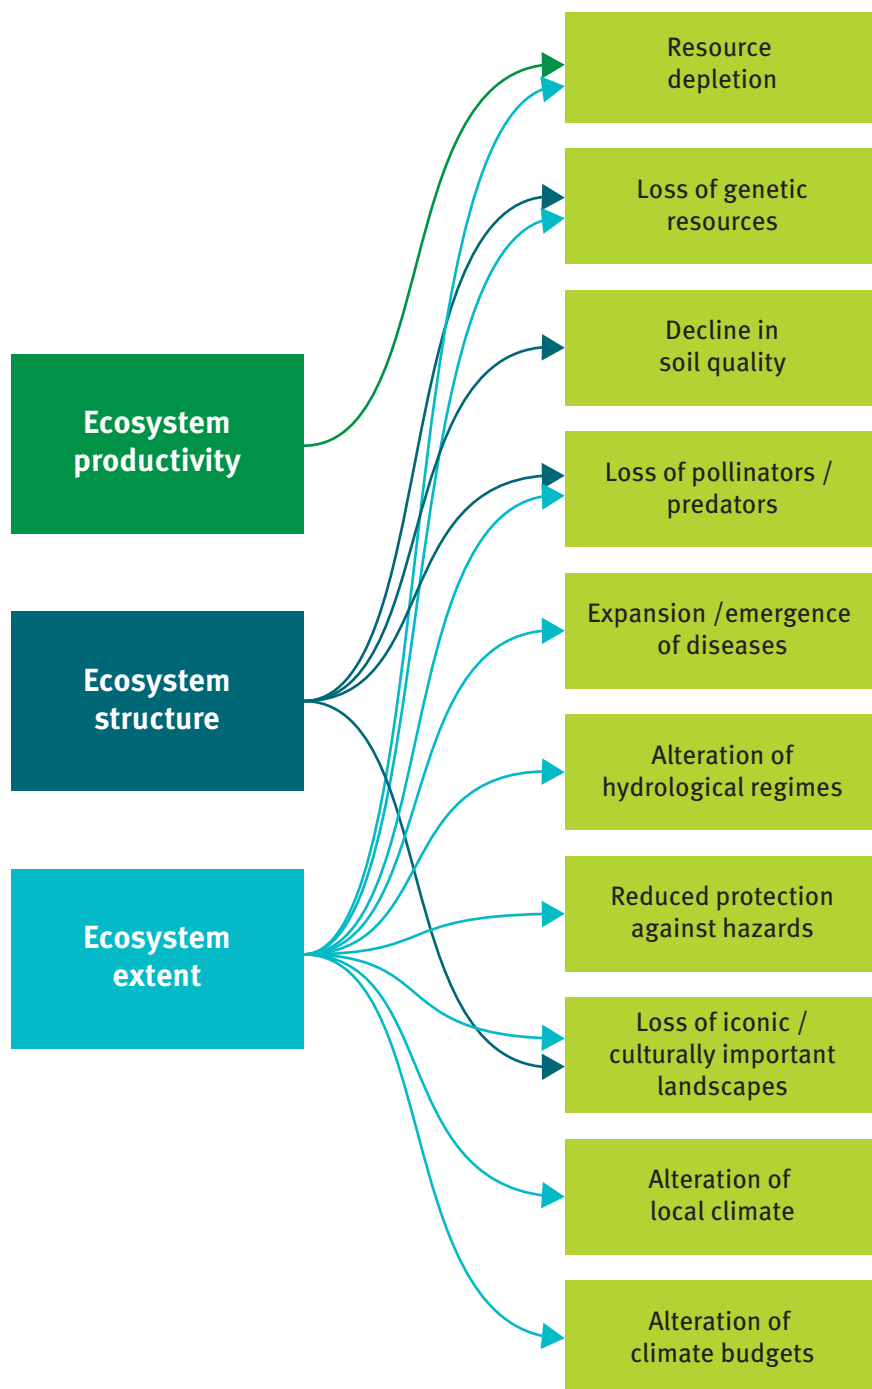 Ecosystem
productivity
Ecosystem
structure
Ecosystem
extent
Resource
depletion
Loss of genetic
resources
Decline in
soil quality
Loss of pollinators /
predators
Expansion /emergence
of diseases
Alteration of
hydrological regimes
Reduced protection
against hazards
Loss of iconic /
culturally important
landscapes
Alteration of
local climate
Alteration of
climate budgets